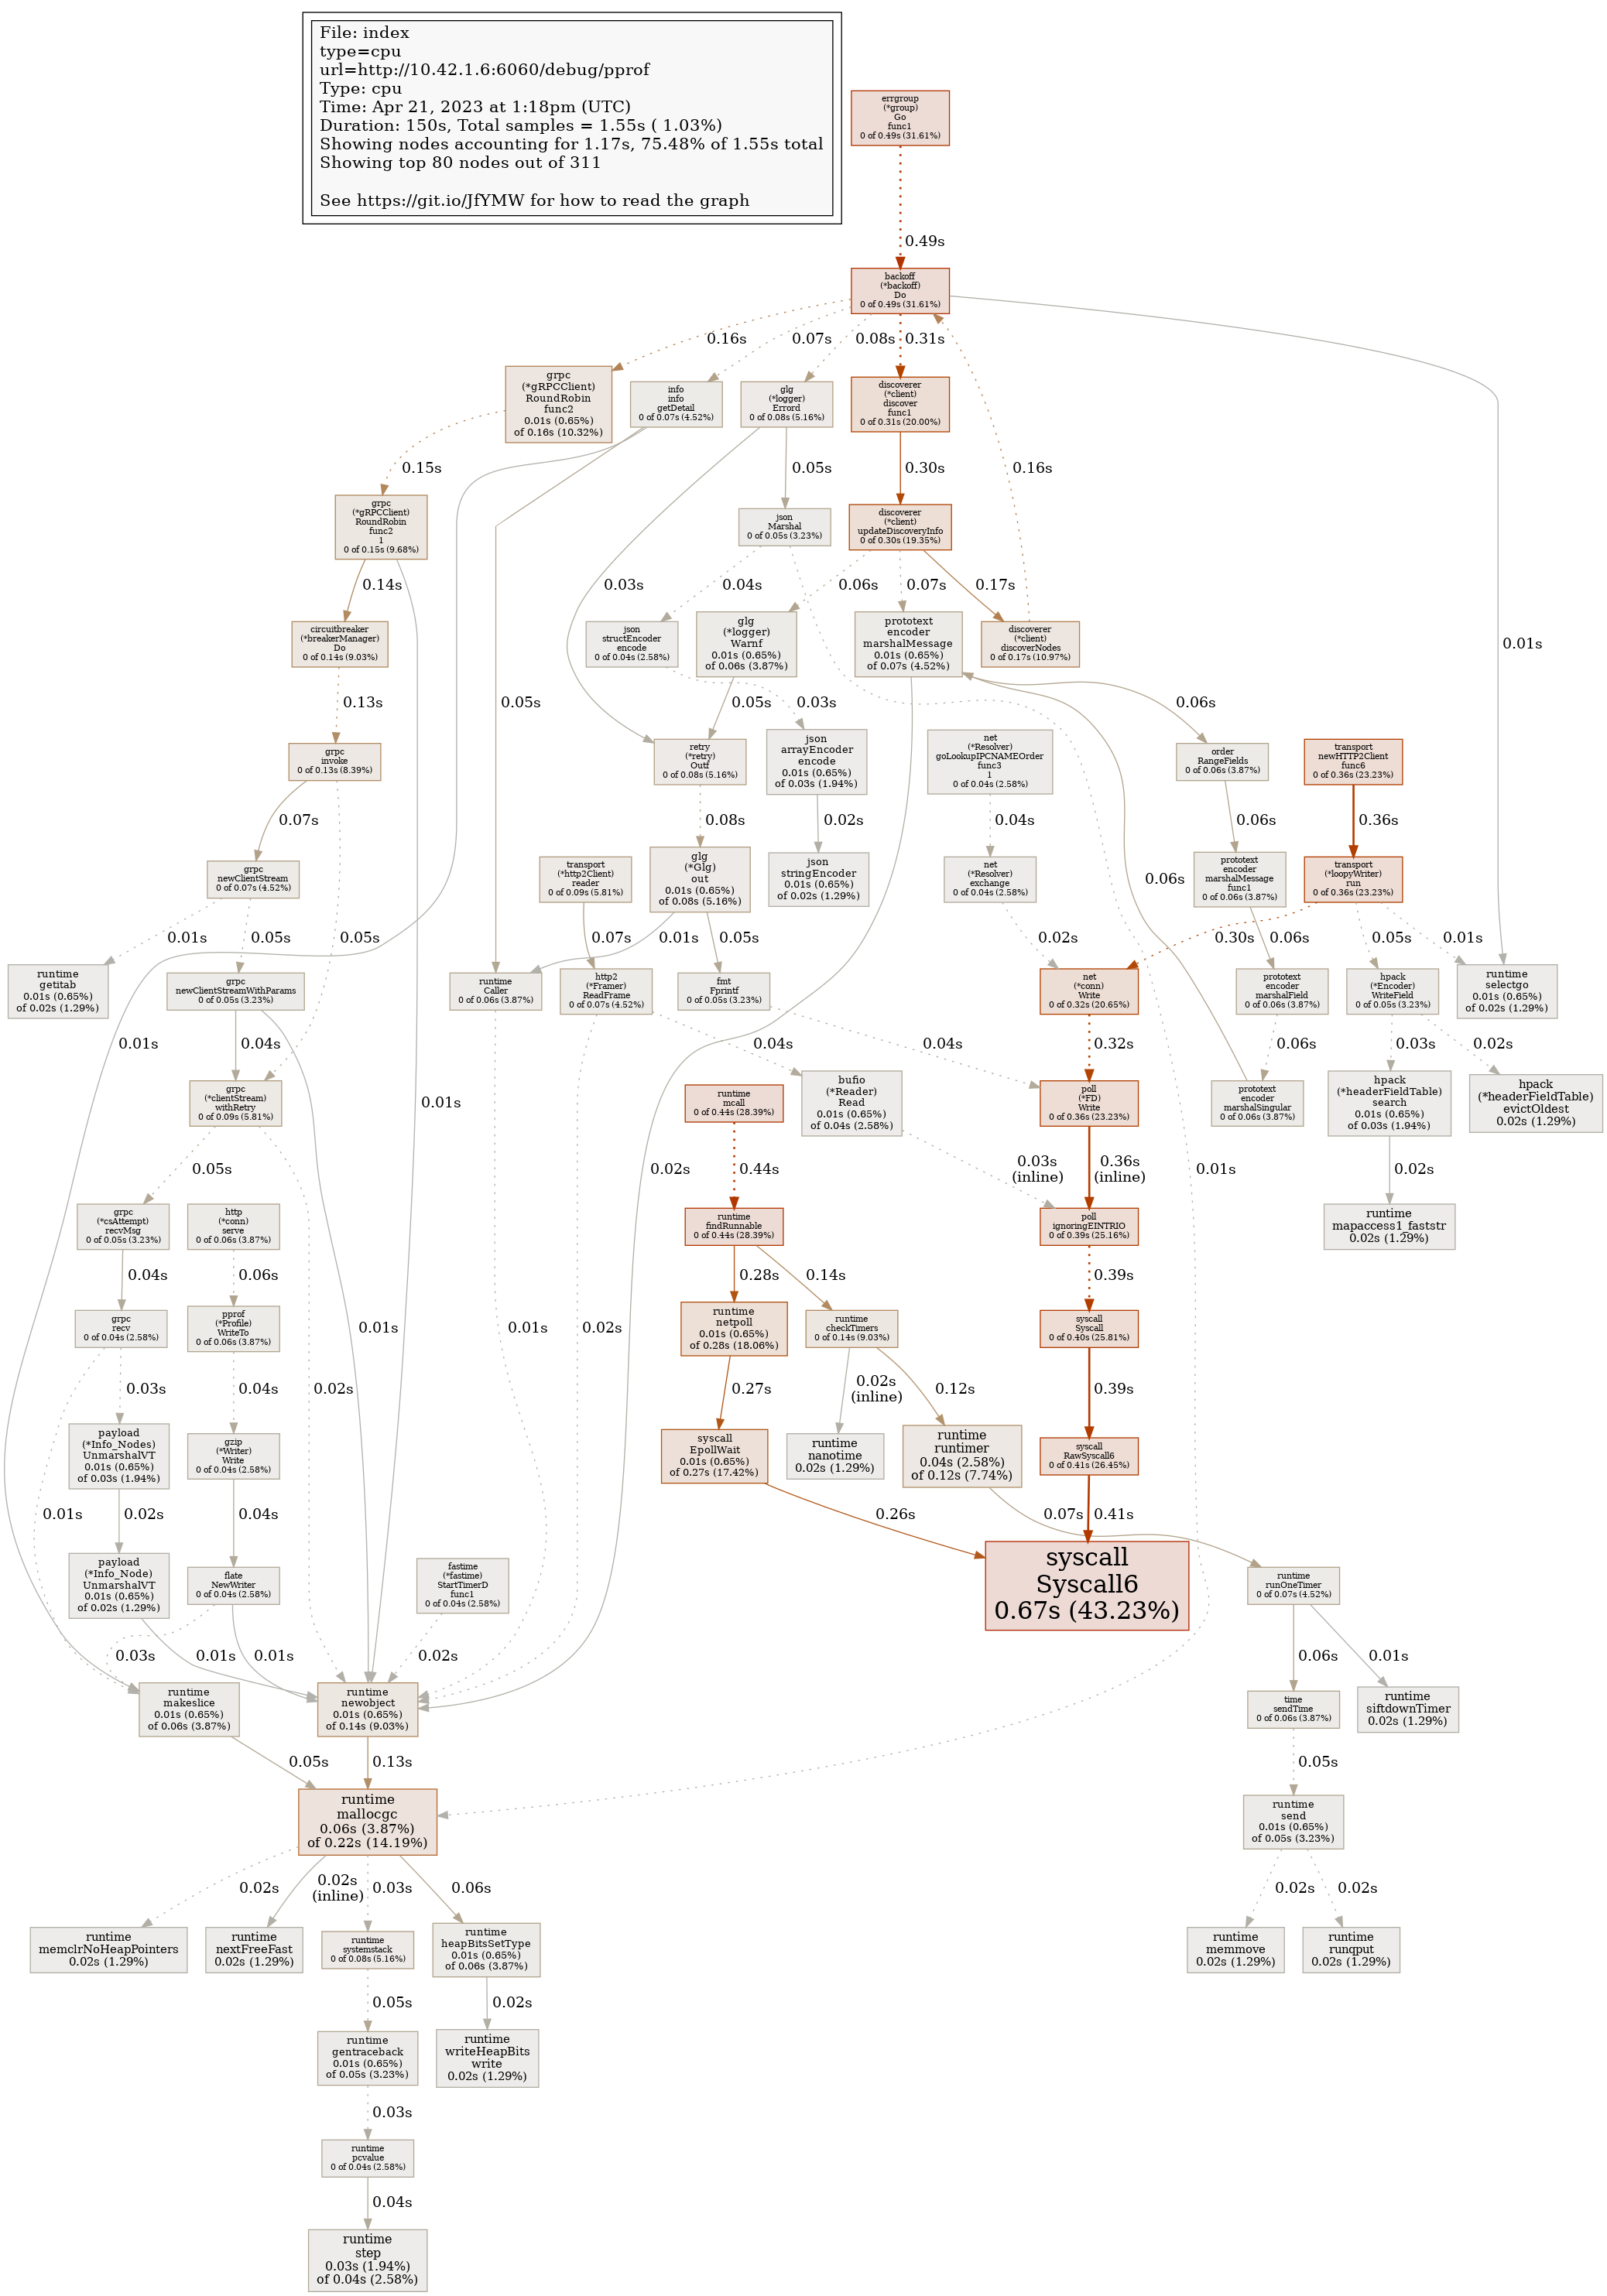 File: index
type=cpu
url=http://10.42.1.6:6060/debug/pprof
Type: cpu
Time: Apr 21, 2023 at 1:18pm (UTC)
Duration: 150s, Total samples = 1.55s ( 1.03%)
Showing nodes accounting for 1.17s, 75.48% of 1.55s total
Showing top 80 nodes out of 311
See https://git.io/JfYMW for how to read the graph
errgroup
(*group)
Go
func1
0 of 0.49s (31.61%)
0.49s
backoff
(*backoff)
Do
0 of 0.49s (31.61%)
0.16s
0.07s
0.08s
0.31s
grpc
(*gRPCClient)
RoundRobin
func2
0.01s (0.65%)
of 0.16s (10.32%)
info
info
getDetail
0 of 0.07s (4.52%)
glg
(*logger)
Errord
0 of 0.08s (5.16%)
discoverer
(*client)
discover
func1
0 of 0.31s (20.00%)
0.15s
0.05s
0.30s
0.16s
grpc
(*gRPCClient)
RoundRobin
func2
1
0 of 0.15s (9.68%)
json
Marshal
0 of 0.05s (3.23%)
discoverer
(*client)
updateDiscoveryInfo
0 of 0.30s (19.35%)
0.14s
0.03s
0.04s
0.06s
0.07s
0.17s
circuitbreaker
(*breakerManager)
Do
0 of 0.14s (9.03%)
json
structEncoder
encode
0 of 0.04s (2.58%)
glg
(*logger)
Warnf
0.01s (0.65%)
of 0.06s (3.87%)
prototext
encoder
marshalMessage
0.01s (0.65%)
of 0.07s (4.52%)
discoverer
(*client)
discoverNodes
0 of 0.17s (10.97%)
0.01s
0.13s
0.05s
0.05s
0.03s
0.06s
grpc
invoke
0 of 0.13s (8.39%)
retry
(*retry)
Outf
0 of 0.08s (5.16%)
json
arrayEncoder
encode
0.01s (0.65%)
of 0.03s (1.94%)
net
(*Resolver)
goLookupIPCNAMEOrder
func3
1
0 of 0.04s (2.58%)
order
RangeFields
0 of 0.06s (3.87%)
transport
newHTTP2Client
func6
0 of 0.36s (23.23%)
0.07s
0.08s
0.02s
0.04s
0.06s
0.36s
grpc
newClientStream
0 of 0.07s (4.52%)
transport
(*http2Client)
reader
0 of 0.09s (5.81%)
glg
(*Glg)
out
0.01s (0.65%)
of 0.08s (5.16%)
json
stringEncoder
0.01s (0.65%)
of 0.02s (1.29%)
net
(*Resolver)
exchange
0 of 0.04s (2.58%)
0.06s
prototext
encoder
marshalMessage
func1
0 of 0.06s (3.87%)
transport
(*loopyWriter)
run
0 of 0.36s (23.23%)
0.01s
0.05s
0.05s
0.07s
0.01s
0.05s
0.02s
0.30s
0.06s
0.05s
0.01s
runtime
getitab
0.01s (0.65%)
of 0.02s (1.29%)
grpc
newClientStreamWithParams
0 of 0.05s (3.23%)
runtime
Caller
0 of 0.06s (3.87%)
http2
(*Framer)
ReadFrame
0 of 0.07s (4.52%)
fmt
Fprintf
0 of 0.05s (3.23%)
net
(*conn)
Write
0 of 0.32s (20.65%)
prototext
encoder
marshalField
0 of 0.06s (3.87%)
hpack
(*Encoder)
WriteField
0 of 0.05s (3.23%)
runtime
selectgo
0.01s (0.65%)
of 0.02s (1.29%)
0.01s
0.04s
0.04s
0.04s
0.32s
0.06s
0.03s
0.02s
grpc
(*clientStream)
withRetry
0 of 0.09s (5.81%)
0.01s
runtime
mcall
0 of 0.44s (28.39%)
bufio
(*Reader)
Read
0.01s (0.65%)
of 0.04s (2.58%)
poll
(*FD)
Write
0 of 0.36s (23.23%)
prototext
encoder
marshalSingular
0 of 0.06s (3.87%)
hpack
(*headerFieldTable)
search
0.01s (0.65%)
of 0.03s (1.94%)
hpack
(*headerFieldTable)
evictOldest
0.02s (1.29%)
0.05s
0.02s
0.44s
0.03s
(inline)
0.36s
(inline)
0.01s
0.02s
grpc
(*csAttempt)
recvMsg
0 of 0.05s (3.23%)
http
(*conn)
serve
0 of 0.06s (3.87%)
runtime
findRunnable
0 of 0.44s (28.39%)
poll
ignoringEINTRIO
0 of 0.39s (25.16%)
runtime
mapaccess1_faststr
0.02s (1.29%)
0.04s
0.06s
0.28s
0.14s
0.39s
grpc
recv
0 of 0.04s (2.58%)
pprof
(*Profile)
WriteTo
0 of 0.06s (3.87%)
0.01s
0.01s
0.02s
runtime
netpoll
0.01s (0.65%)
of 0.28s (18.06%)
runtime
checkTimers
0 of 0.14s (9.03%)
syscall
Syscall
0 of 0.40s (25.81%)
0.03s
0.04s
0.02s
0.27s
0.02s
(inline)
0.12s
0.39s
payload
(*Info_Nodes)
UnmarshalVT
0.01s (0.65%)
of 0.03s (1.94%)
gzip
(*Writer)
Write
0 of 0.04s (2.58%)
syscall
EpollWait
0.01s (0.65%)
of 0.27s (17.42%)
runtime
nanotime
0.02s (1.29%)
runtime
runtimer
0.04s (2.58%)
of 0.12s (7.74%)
syscall
RawSyscall6
0 of 0.41s (26.45%)
0.01s
0.02s
0.04s
0.26s
0.07s
0.41s
payload
(*Info_Node)
UnmarshalVT
0.01s (0.65%)
of 0.02s (1.29%)
flate
NewWriter
0 of 0.04s (2.58%)
fastime
(*fastime)
StartTimerD
func1
0 of 0.04s (2.58%)
syscall
Syscall6
0.67s (43.23%)
runtime
runOneTimer
0 of 0.07s (4.52%)
0.03s
0.01s
0.01s
0.02s
0.06s
0.01s
runtime
makeslice
0.01s (0.65%)
of 0.06s (3.87%)
runtime
newobject
0.01s (0.65%)
of 0.14s (9.03%)
time
sendTime
0 of 0.06s (3.87%)
runtime
siftdownTimer
0.02s (1.29%)
0.05s
0.13s
0.05s
runtime
mallocgc
0.06s (3.87%)
of 0.22s (14.19%)
runtime
send
0.01s (0.65%)
of 0.05s (3.23%)
0.02s
0.02s
(inline)
0.03s
0.06s
0.02s
0.02s
runtime
memclrNoHeapPointers
0.02s (1.29%)
runtime
nextFreeFast
0.02s (1.29%)
runtime
systemstack
0 of 0.08s (5.16%)
runtime
heapBitsSetType
0.01s (0.65%)
of 0.06s (3.87%)
runtime
memmove
0.02s (1.29%)
runtime
runqput
0.02s (1.29%)
0.05s
0.02s
runtime
gentraceback
0.01s (0.65%)
of 0.05s (3.23%)
runtime
writeHeapBits
write
0.02s (1.29%)
0.03s
runtime
pcvalue
0 of 0.04s (2.58%)
0.04s
runtime
step
0.03s (1.94%)
of 0.04s (2.58%)